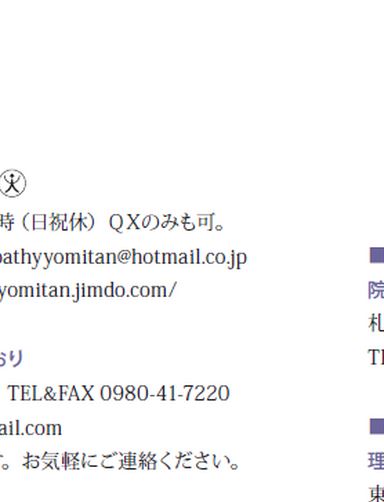 時（日祝休） QXのみも可。
pathyyomitan@hotmail.co.jp
yomitan.jimdo.com/
おり
TEL&FAX 0980-41-7220
ail.com
。お気軽にご連絡ください。
■
院
札
■
理
東